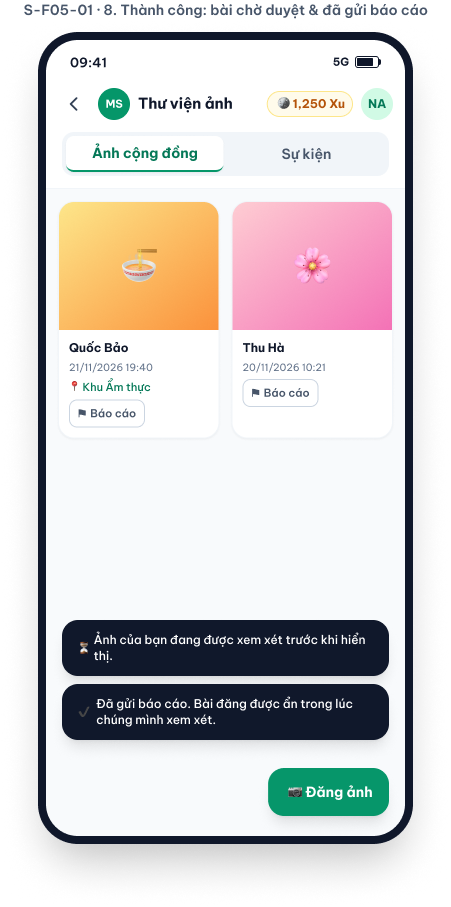 S-F05-01 · 8. Thành công: bài chờ duyệt & đã gửi báo cáo
09:41
5G
MS
Thư viện ảnh
1,250 Xu
NA
Ảnh cộng đồng
Sự kiện
Quốc Bảo
21/11/2026 19:40
Khu Ẩm thực
Báo cáo
Thu Hà
20/11/2026 10:21
Báo cáo
Ảnh của bạn đang được xem xét trước khi hiển
thị.
Đã gửi báo cáo. Bài đăng được ẩn trong lúc
chúng mình xem xét.
Đăng ảnh